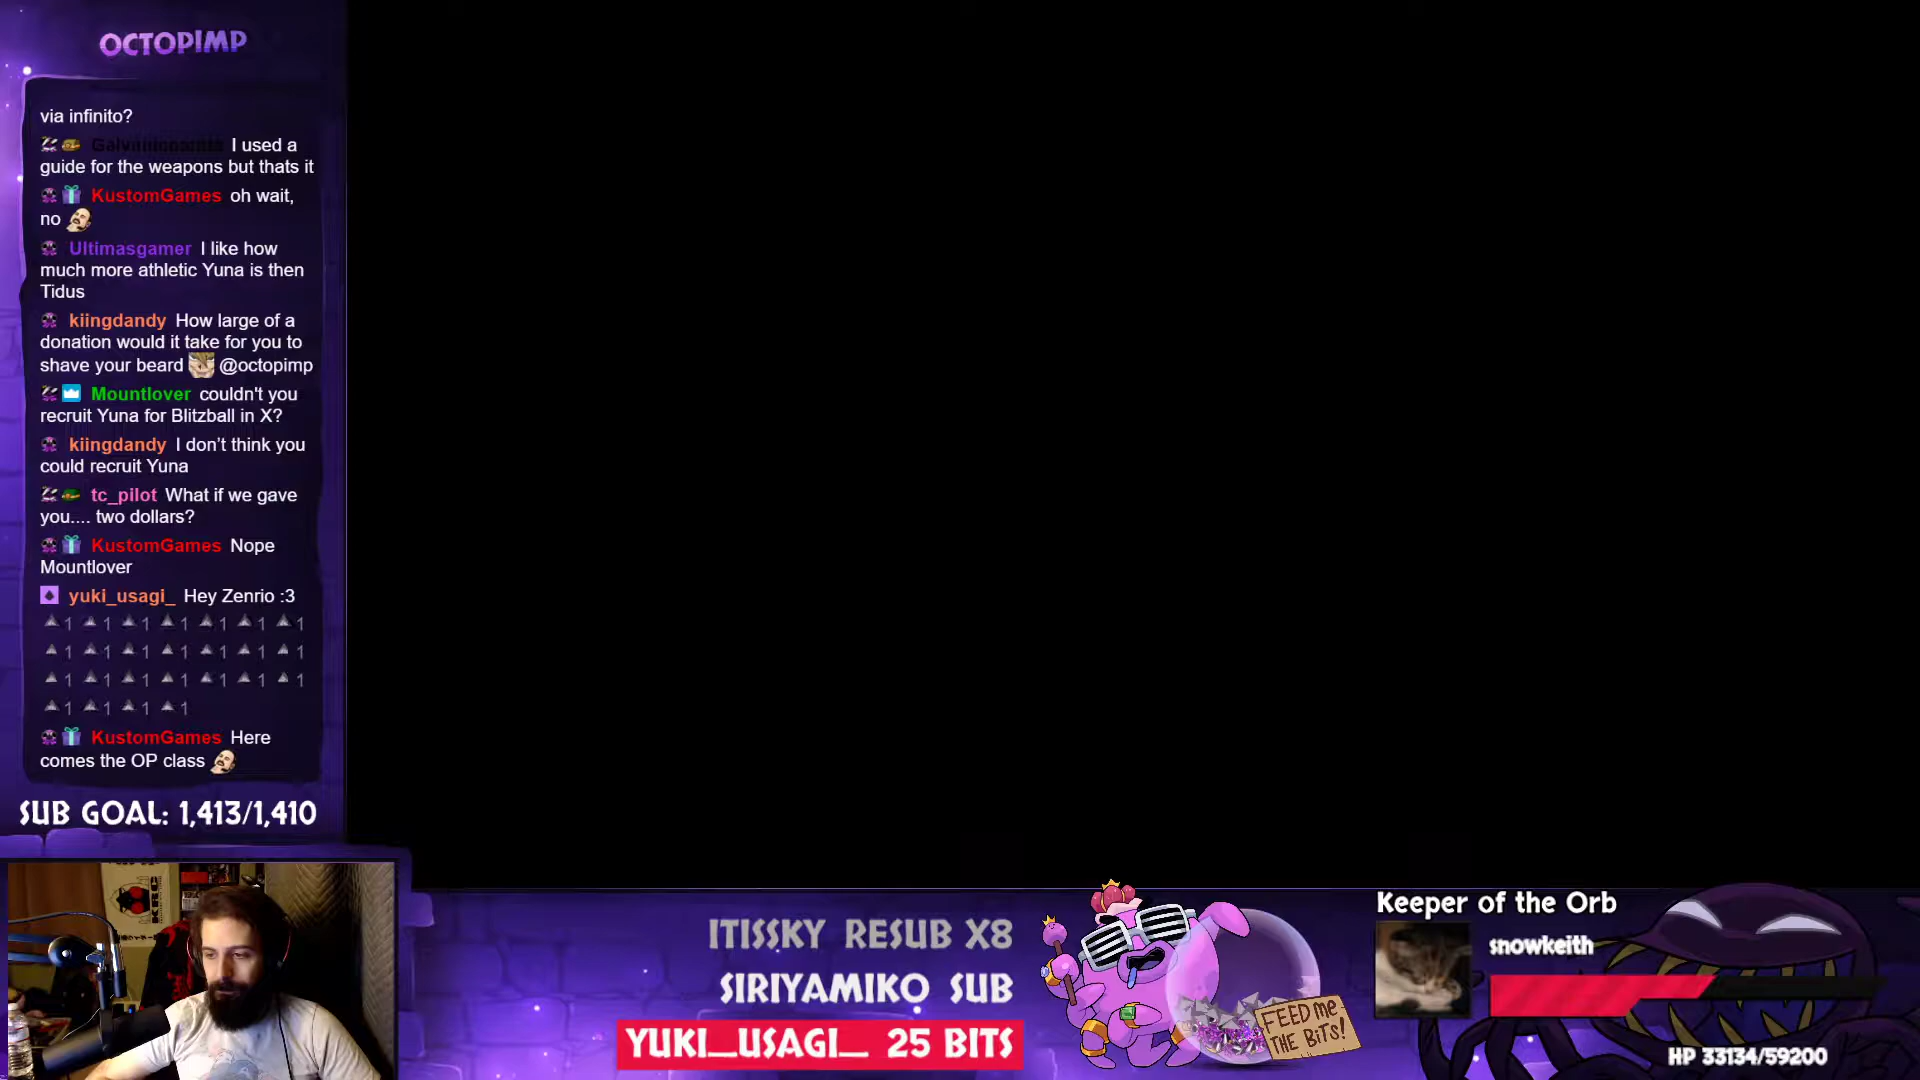 OCTOPIMP
via infinito?
I used a
guide for the weapons but thats it
KustomGames oh wait,
no
Ultimasgamer I like how
much more athletic Yuna is then
Tidus
kiingdandy How large of a
donation would it take for you to
shave your beard @octopimp
Mountlover couldn't you
recruit Yuna for Blitzball in X?
kiingdandy I don't think you
could recruit Yuna
tc_pilot What if we gave
you.... two dollars?
KustomGames Nope
Mountlover
yuki_usagi_ Hey Zenrio :3
1 1 1 1 1 1 1
1 1 1 1 1 1 1
1 1 1 1 1 1 1
1 1 1 1
KustomGames Here
comes the OP class
SUB GOAL: 1,413/1,410
ITISSKY RESUB X8
SIRIYAMIKO SUB
YUKI_USAGI_ 25 BITS
FEED ME
THE BITS!
Keeper of the Orb
snowkeith
HP 33134/59200